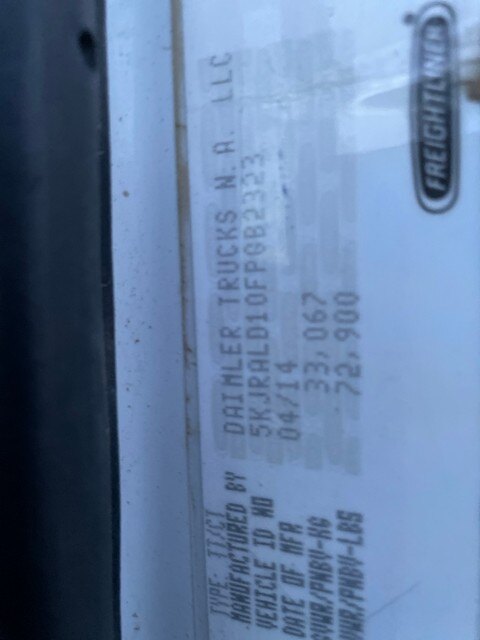 FREIGHTLINER
TYPE: TT/CT
MANUFACTURED BY DAIMLER TRUCKS N.A. LLC
VEHICLE ID NO 5KJRALD10FPGB2323
DATE OF MFR 04/14
GVWR/PNBV-KG 33,067
GVWR/PNBV-LBS 72,900